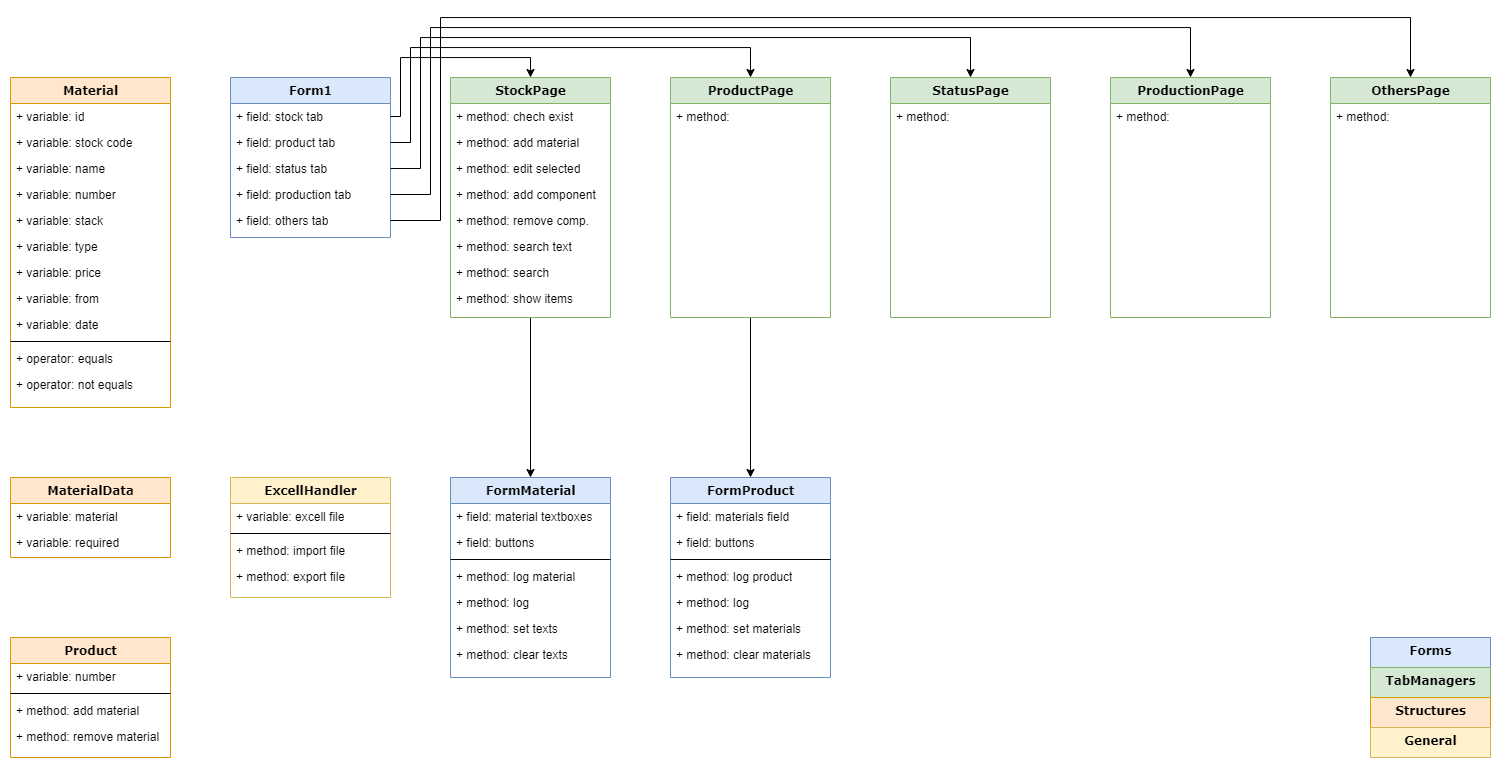 Material
+ variable: id
+ variable: stock code
+ variable: name
+ variable: number
+ variable: stack
+ variable: type
+ variable: price
+ variable: from
+ variable: date
+ operator: equals
+ operator: not equals
Form1
+ field: stock tab
+ field: product tab
+ field: status tab
+ field: production tab
+ field: others tab
StockPage
+ method: chech exist
+ method: add material
+ method: edit selected
+ method: add component
+ method: remove comp.
+ method: search text
+ method: search
+ method: show items
ProductPage
+ method:
StatusPage
+ method:
ProductionPage
+ method:
OthersPage
+ method:
MaterialData
+ variable: material
+ variable: required
ExcellHandler
+ variable: excell file
+ method: import file
+ method: export file
FormMaterial
+ field: material textboxes
+ field: buttons
+ method: log material
+ method: log
+ method: set texts
+ method: clear texts
FormProduct
+ field: materials field
+ field: buttons
+ method: log product
+ method: log
+ method: set materials
+ method: clear materials
Product
+ variable: number
+ method: add material
+ method: remove material
Forms
TabManagers
Structures
General